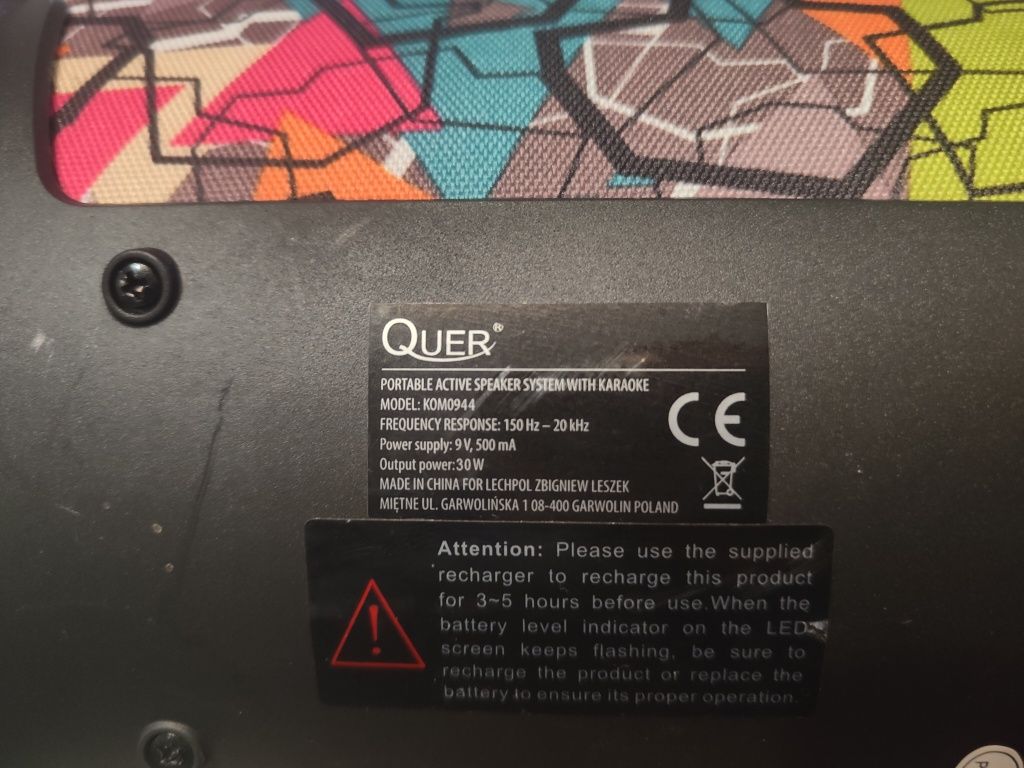 QUER®
PORTABLE ACTIVE SPEAKER SYSTEM WITH KARAOKE
MODEL: KOM0944
FREQUENCY RESPONSE: 150 Hz – 20 kHz
Power supply: 9 V, 500 mA
Output power: 30 W
MADE IN CHINA FOR LECHPOL ZBIGNIEW LESZEK
MIĘTNE UL. GARWOLIŃSKA 1 08-400 GARWOLIN POLAND
CE
Attention: Please use the supplied
recharger to recharge this product
for 3~5 hours before use.When the
battery level indicator on the LED
screen keeps flashing, be sure to
recharge the product or replace the
battery to ensure its proper operation.